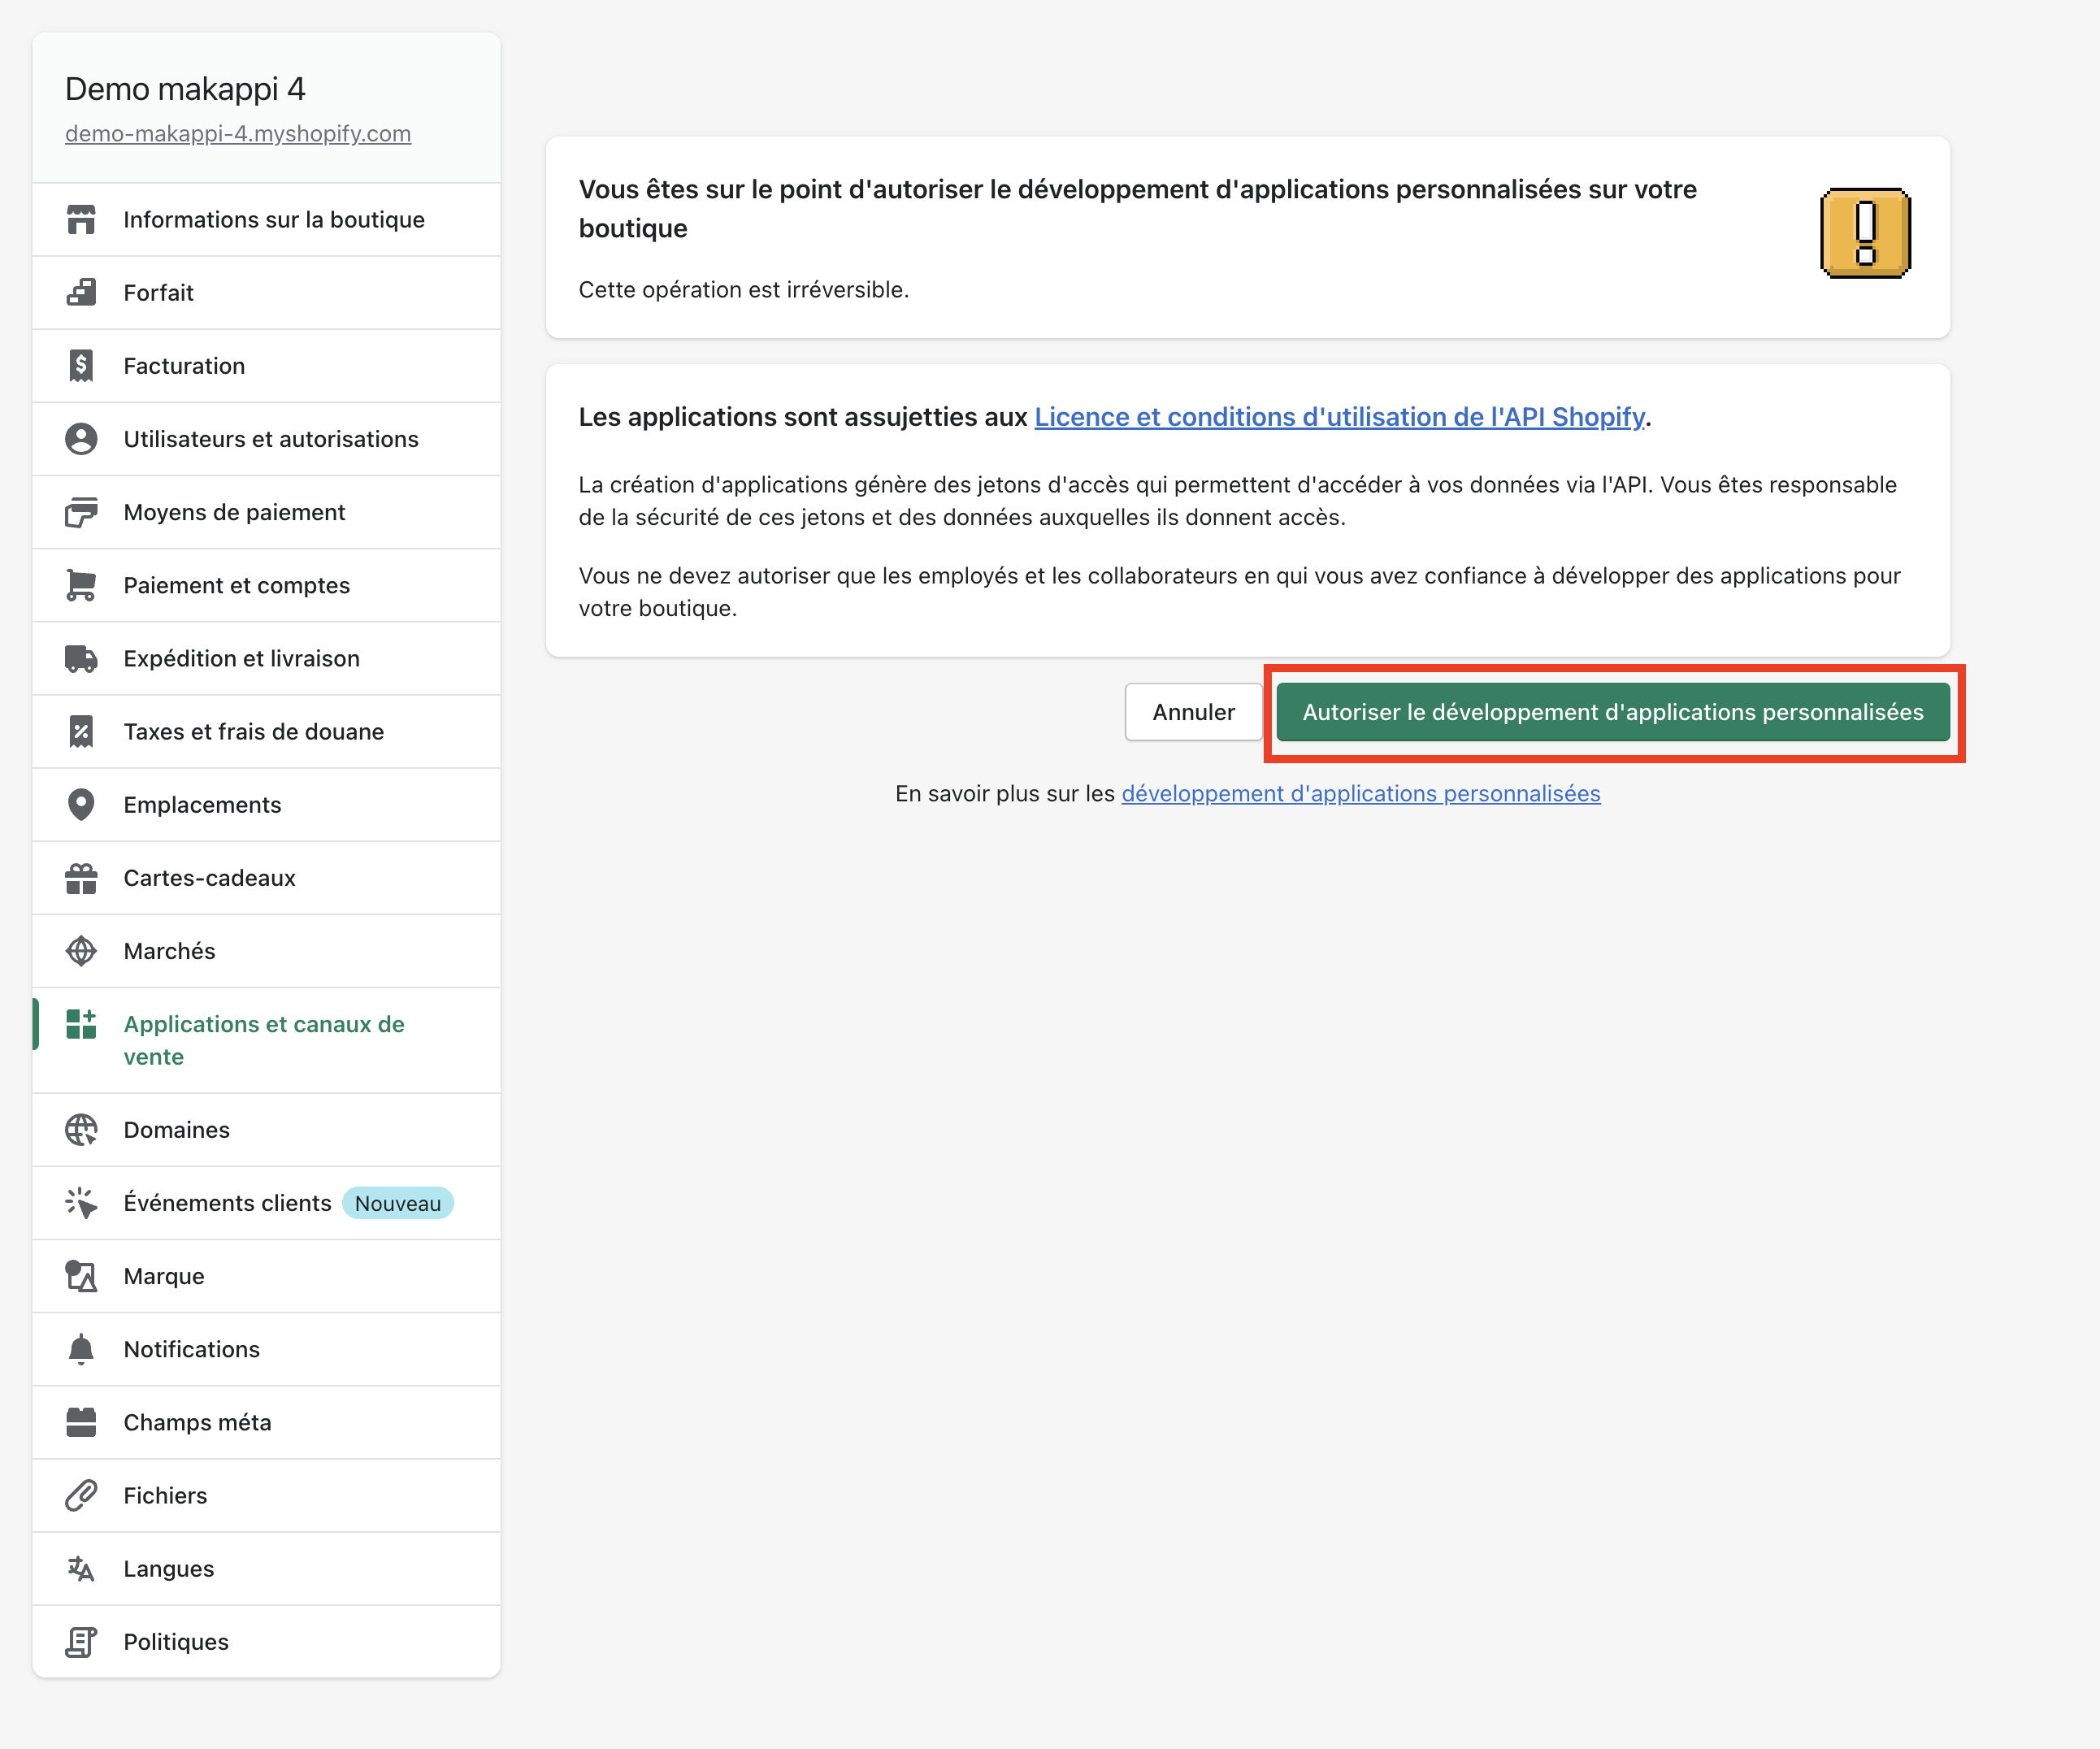 Demo makappi 4
demo-makappi-4.myshopify.com
Informations sur la boutique
Forfait
Facturation
Utilisateurs et autorisations
Moyens de paiement
Paiement et comptes
Expédition et livraison
Taxes et frais de douane
Emplacements
Cartes-cadeaux
Marchés
Applications et canaux de
vente
Domaines
Événements clients Nouveau
Marque
Notifications
Champs méta
Fichiers
Langues
Politiques
Vous êtes sur le point d'autoriser le développement d'applications personnalisées sur votre
boutique
Cette opération est irréversible.
Les applications sont assujetties aux Licence et conditions d'utilisation de l'API Shopify.
La création d'applications génère des jetons d'accès qui permettent d'accéder à vos données via l'API. Vous êtes responsable
de la sécurité de ces jetons et des données auxquelles ils donnent accès.
Vous ne devez autoriser que les employés et les collaborateurs en qui vous avez confiance à développer des applications pour
votre boutique.
Annuler
Autoriser le développement d'applications personnalisées
En savoir plus sur les développement d'applications personnalisées